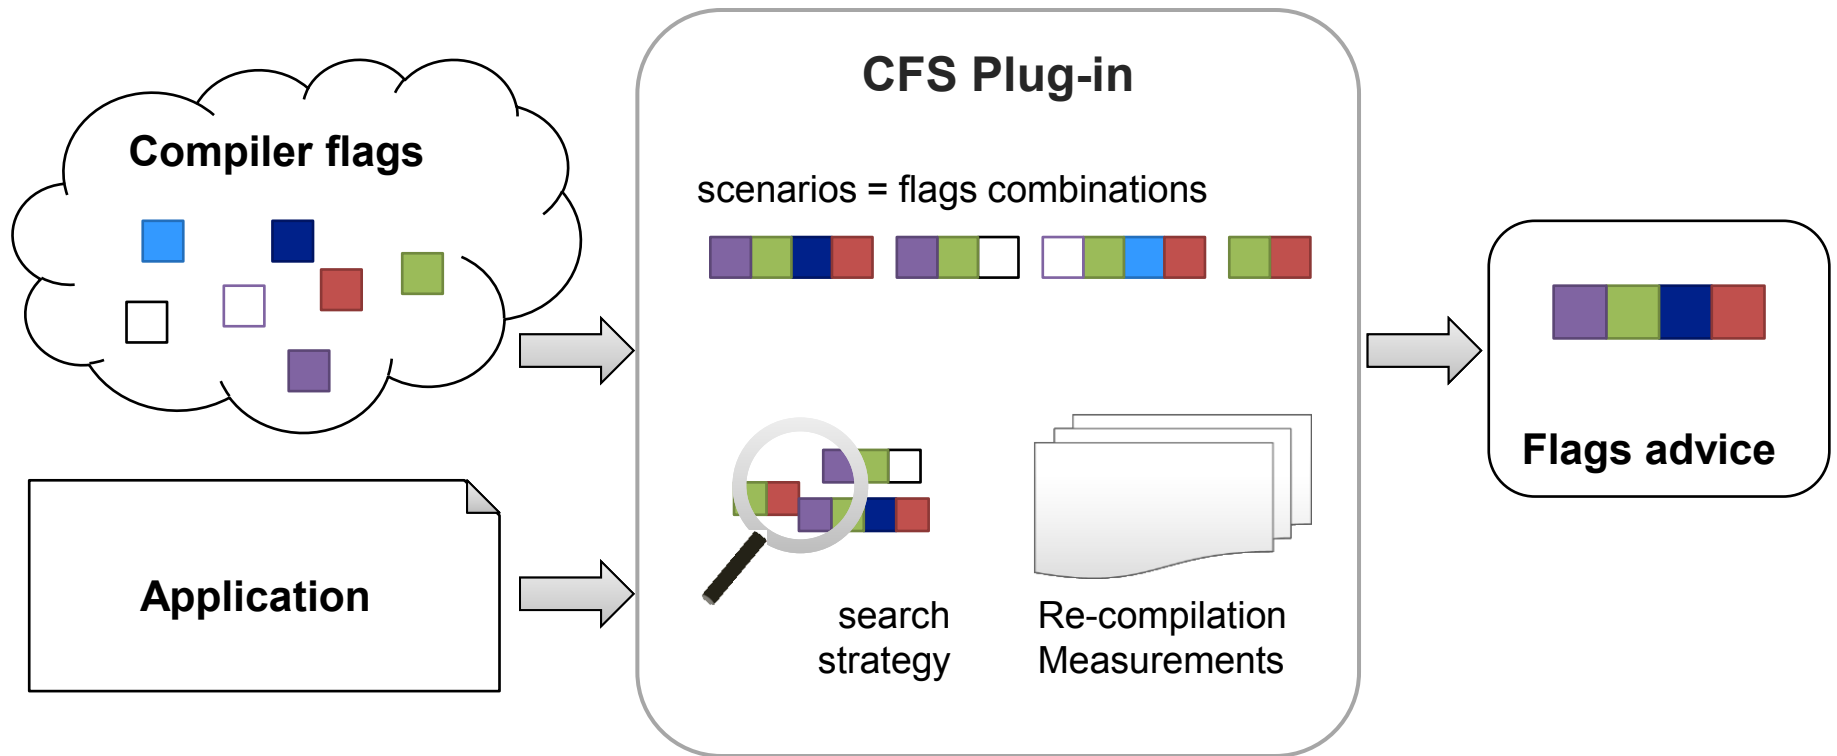 CFS Plug-in
Compiler flags
scenarios = flags combinations
Flags advice
Application
search
strategy
Re-compilation
Measurements